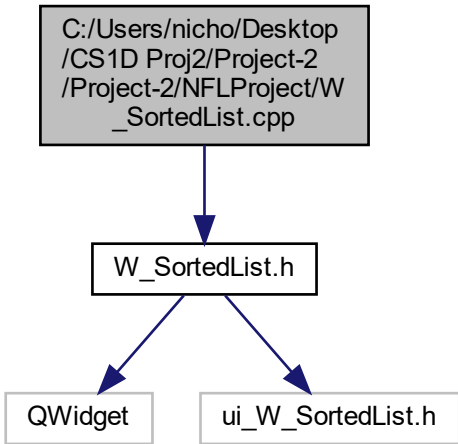 C:/Users/nicho/Desktop
/CS1D Proj2/Project-2
/Project-2/NFLProject/W
_SortedList.cpp
W_SortedList.h
QWidget
ui_W_SortedList.h